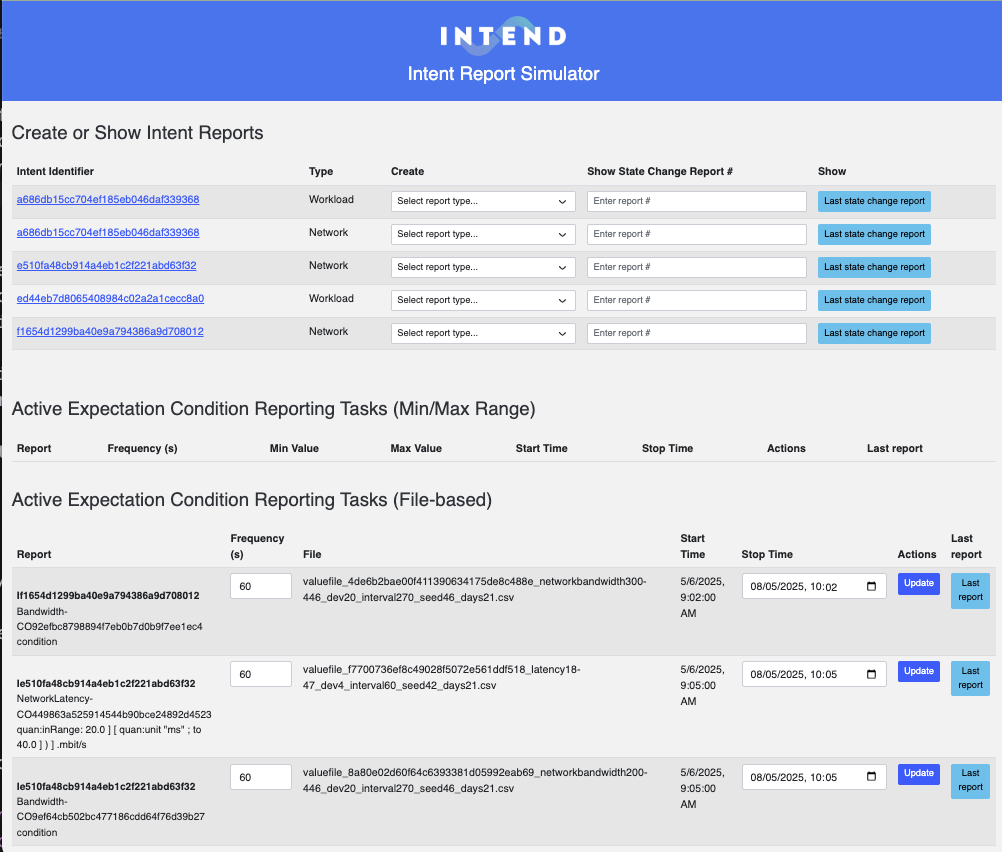 INTEND
Intent Report Simulator
Create or Show Intent Reports
Intent Identifier Type Create Show State Change Report # Show
a686db15cc704ef185eb046daf339368 Workload Select report type... Enter report # Last state change report
a686db15cc704ef185eb046daf339368 Network Select report type... Enter report # Last state change report
e510fa48cb914a4eb1c2f221abd63f32 Network Select report type... Enter report # Last state change report
ed44eb7d8065408984c02a2a1cecc8a0 Workload Select report type... Enter report # Last state change report
f1654d1299ba40e9a794386a9d708012 Network Select report type... Enter report # Last state change report
Active Expectation Condition Reporting Tasks (Min/Max Range)
Report Frequency (s) Min Value Max Value Start Time Stop Time Actions Last report
Active Expectation Condition Reporting Tasks (File-based)
Report
Frequency
(s)
File
Start
Time
Stop Time
Actions
Last
report
If1654d1299ba40e9a794386a9d708012
Bandwidth-
CO92efbc8798894f7eb0b7d0b9f7ee1ec4
condition
60
valuefile_4de6b2bae00f411390634175de8c488e_networkbandwidth300-
446_dev20_interval270_seed46_days21.csv
5/6/2025,
9:02:00
AM
08/05/2025, 10:02
Update
Last
report
Ie510fa48cb914a4eb1c2f221abd63f32
NetworkLatency-
CO449863a525914544b90bce24892d4523
quan:inRange: 20.0 ] [ quan:unit "ms" ; to
40.0 ] ) ] .mbit/s
60
valuefile_f7700736ef8c49028f5072e561ddf518_latency18-
47_dev4_interval60_seed42_days21.csv
5/6/2025,
9:05:00
AM
08/05/2025, 10:05
Update
Last
report
Ie510fa48cb914a4eb1c2f221abd63f32
Bandwidth-
CO9ef64cb502bc477186cdd64f76d39b27
condition
60
valuefile_8a80e02d60f64c6393381d05992eab69_networkbandwidth200-
446_dev20_interval270_seed46_days21.csv
5/6/2025,
9:05:00
AM
08/05/2025, 10:05
Update
Last
report